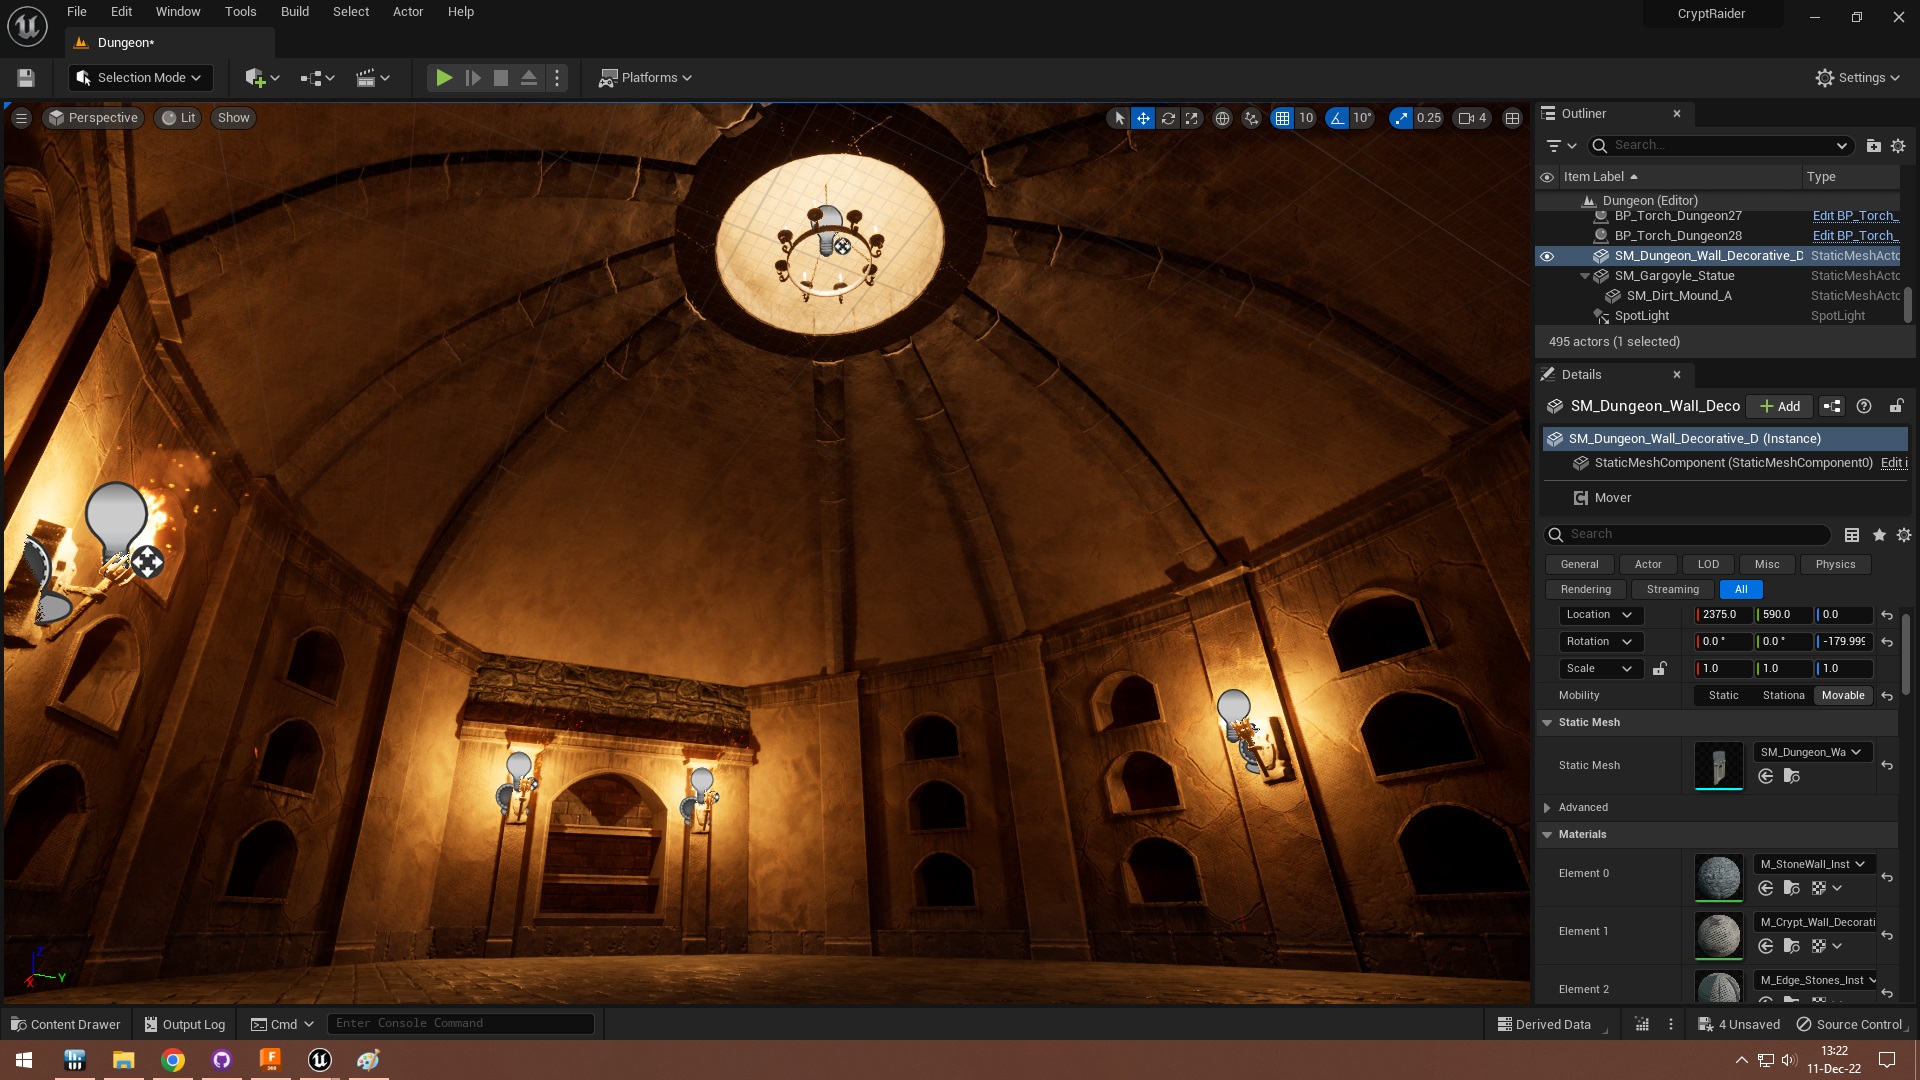 File Edit Window Tools Build Select Actor Help
CryptRaider
Dungeon*
Selection Mode
Platforms
Settings
Perspective Lit Show
10 10° 0.25 4
Outliner
Search...
Item Label Type
Dungeon (Editor)
BP_Torch_Dungeon27 Edit BP_Torch_
BP_Torch_Dungeon28 Edit BP_Torch_
SM_Dungeon_Wall_Decorative_D StaticMeshActo
SM_Gargoyle_Statue StaticMeshActo
SM_Dirt_Mound_A StaticMeshActo
SpotLight SpotLight
495 actors (1 selected)
Details
SM_Dungeon_Wall_Deco Add
SM_Dungeon_Wall_Decorative_D (Instance)
StaticMeshComponent (StaticMeshComponent0) Edit i
Mover
Search
General Actor LOD Misc Physics
Rendering Streaming All
Location 2375.0 590.0 0.0
Rotation 0.0 ° 0.0 ° -179.999
Scale 1.0 1.0 1.0
Mobility Static Stationa Movable
Static Mesh
SM_Dungeon_Wa
Static Mesh
Advanced
Materials
M_StoneWall_Inst
Element 0
M_Crypt_Wall_Decorati
Element 1
M_Edge_Stones_Inst
Element 2
Z
Y
X
Content Drawer Output Log Cmd Enter Console Command Derived Data 4 Unsaved Source Control
13:22
11-Dec-22